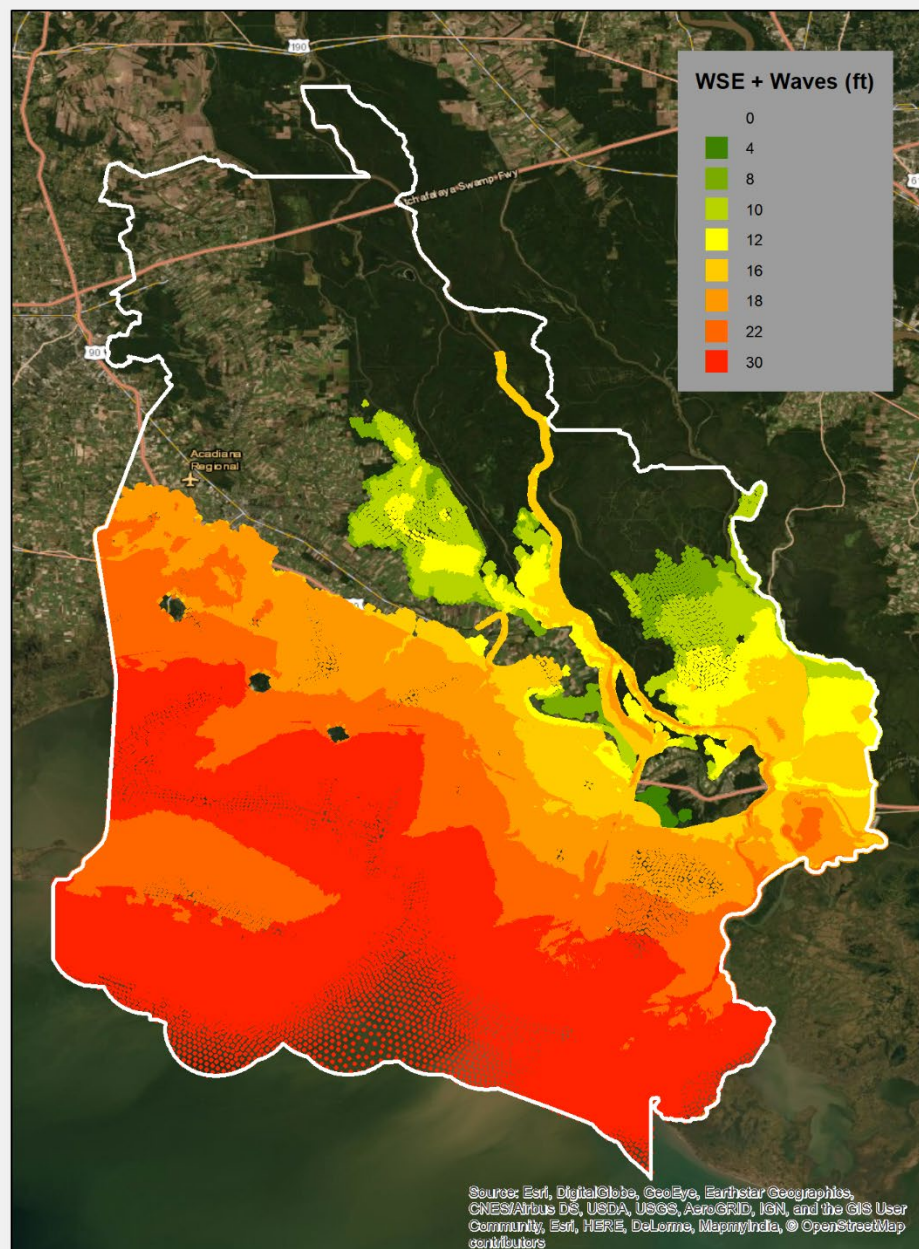 190
WSE + Waves (ft)
0
4
8
10
12
16
18
22
30
6
tchafalaya Swamp Fwy
90
Acadiana
Regional
Source: Esri, DigitalGlobe, GeoEye, Earthstar Geographics,
CNES/Airbus DS, USDA, USGS, AeroGRID, IGN, and the GIS User
Community, Esri, HERE, DeLorme, MapmyIndia, © OpenStreetMap
contributors